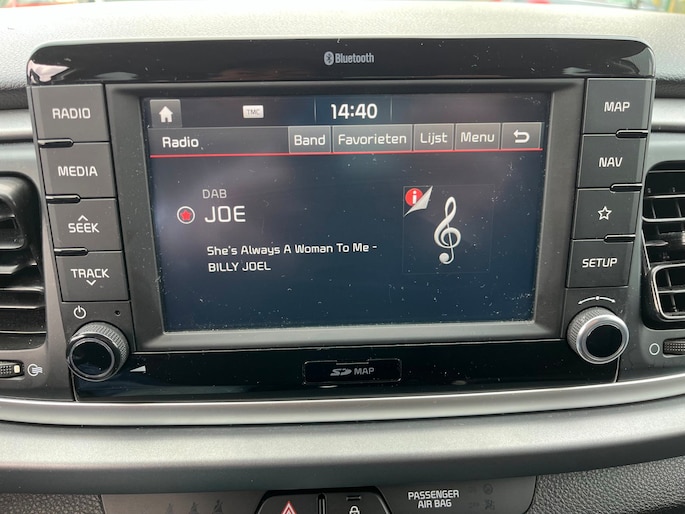 Bluetooth
RADIO
MEDIA
SEEK
TRACK
TMC
14:40
Radio
Band
Favorieten
Lijst
Menu
DAB
JOE
She's Always A Woman To Me -
BILLY JOEL
i
MAP
NAV
SETUP
SD MAP
PASSENGER
AIR BAG